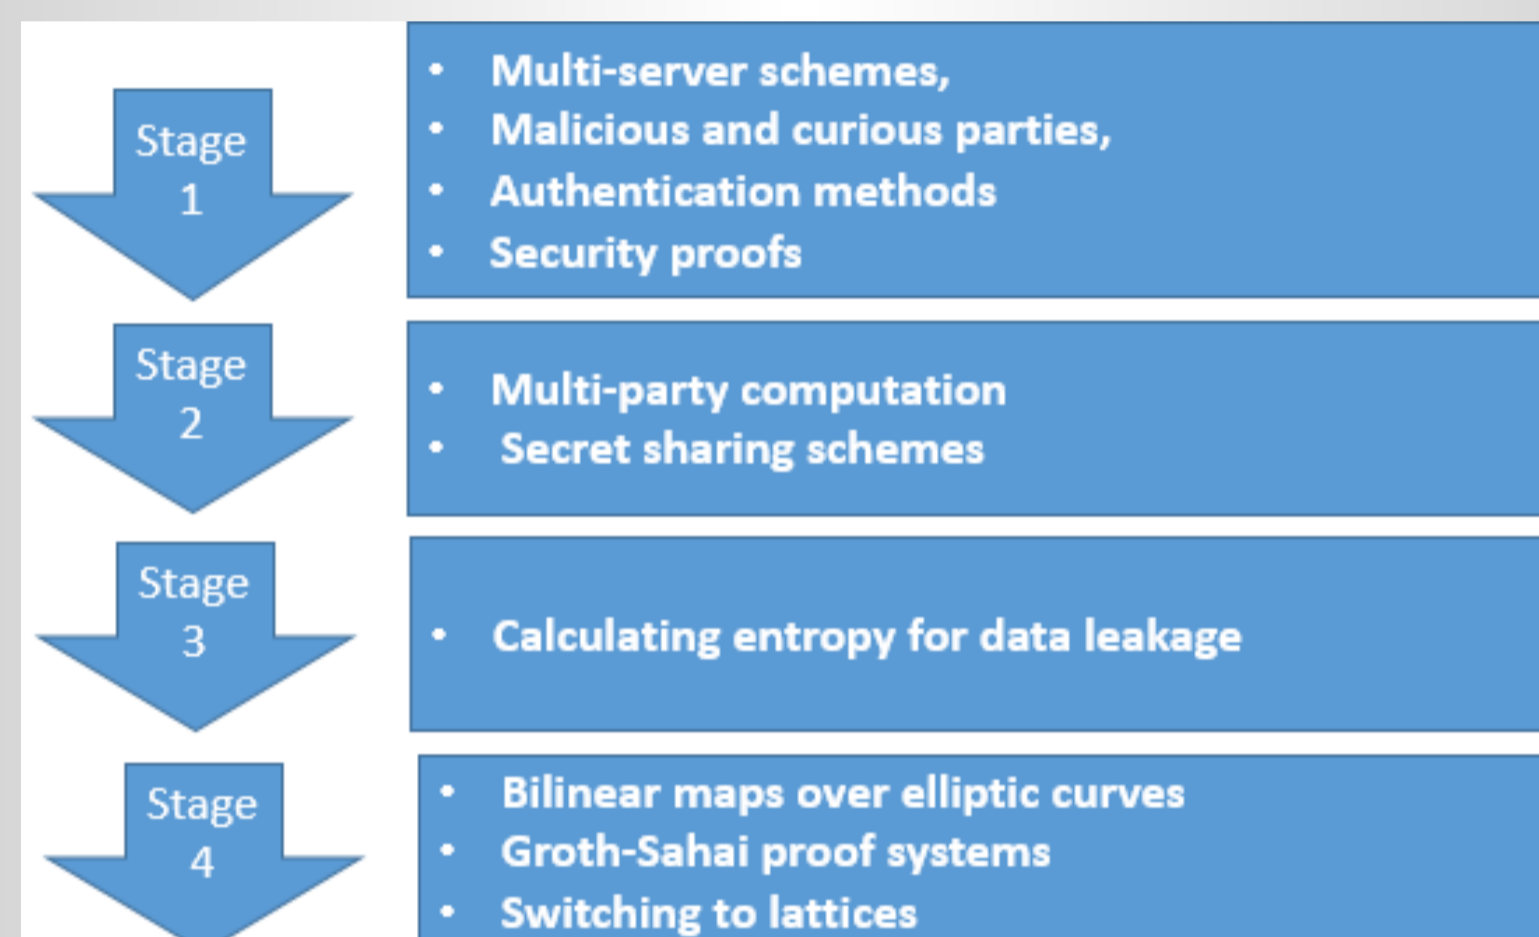 Stage
1
• Multi-server schemes,
• Malicious and curious parties,
• Authentication methods
• Security proofs
Stage
2
• Multi-party computation
• Secret sharing schemes
Stage
3
• Calculating entropy for data leakage
Stage
4
• Bilinear maps over elliptic curves
• Groth-Sahai proof systems
• Switching to lattices